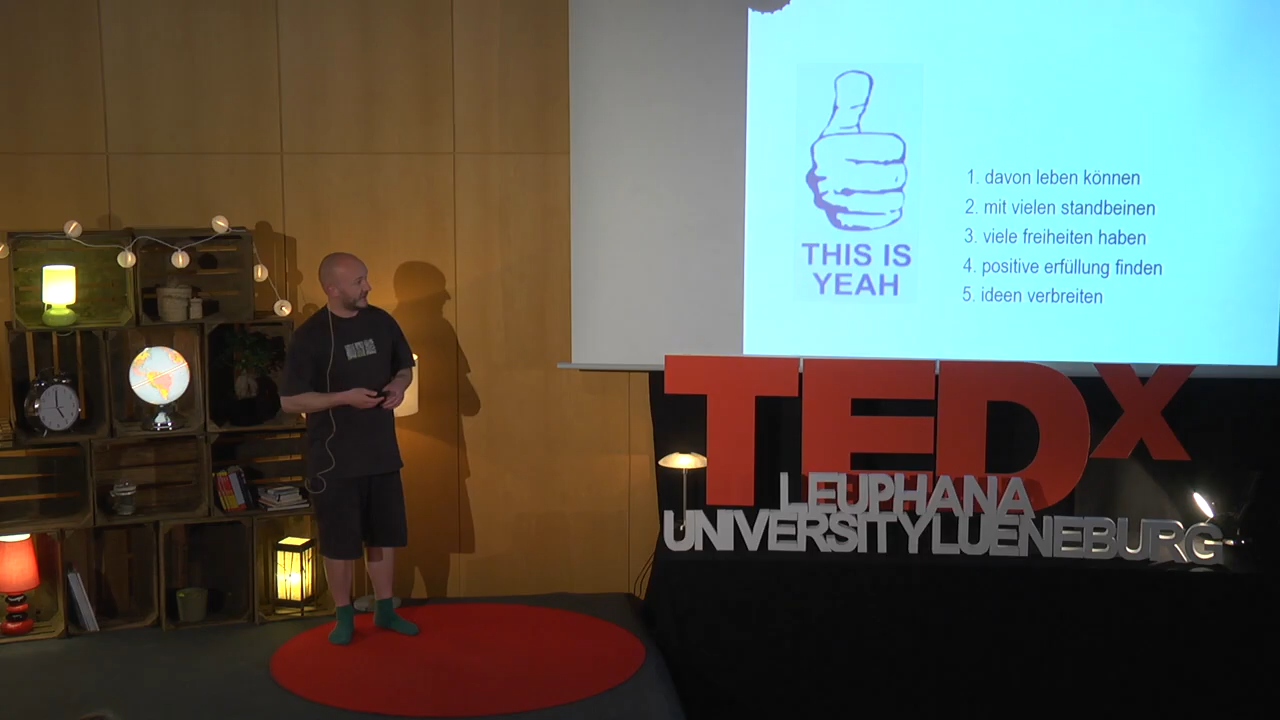 THIS IS
YEAH
1. davon leben können
2. mit vielen standbeinen
3. viele freiheiten haben
4. positive erfüllung finden
5. ideen verbreiten
TEDx
LEUPHANA
UNIVERSITYLUENEBURG